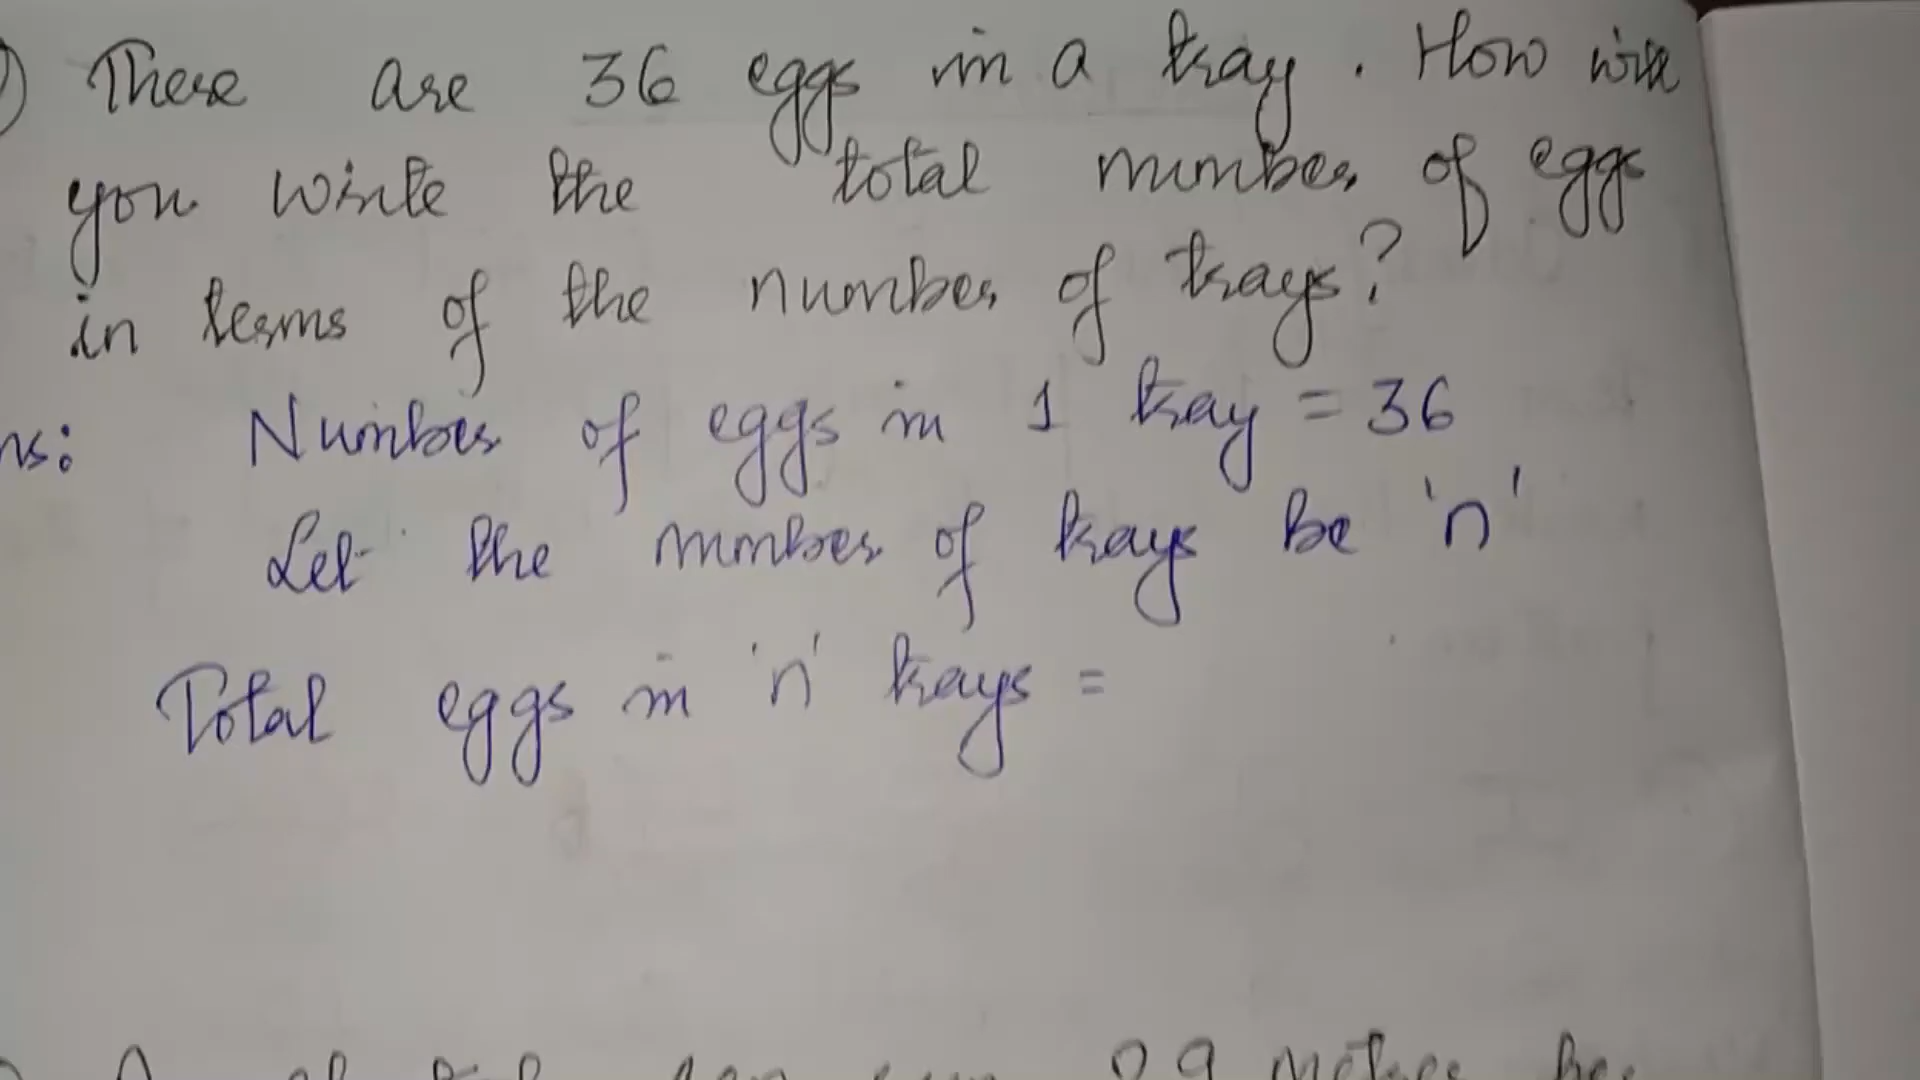 ) There are 36 eggs in a tray. How will
you write the total number of eggs
in terms of the number of trays?
ns: Number of eggs in 1 tray = 36
Let the number of trays be 'n'
Total eggs in 'n' trays =